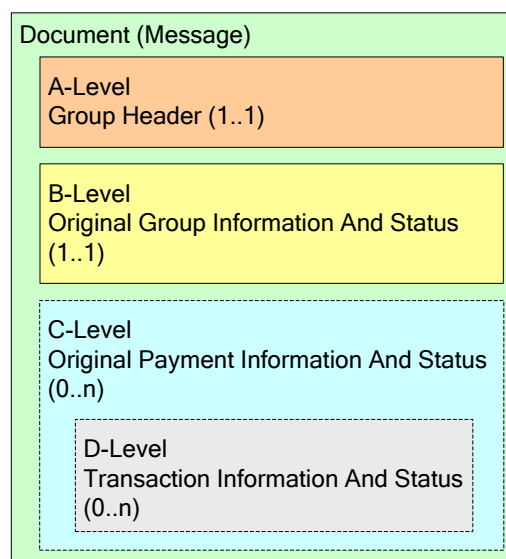 Document (Message)
A-Level
Group Header (1..1)
B-Level
Original Group Information And Status
(1..1)
C-Level
Original Payment Information And Status
(0..n)
D-Level
Transaction Information And Status
(0..n)